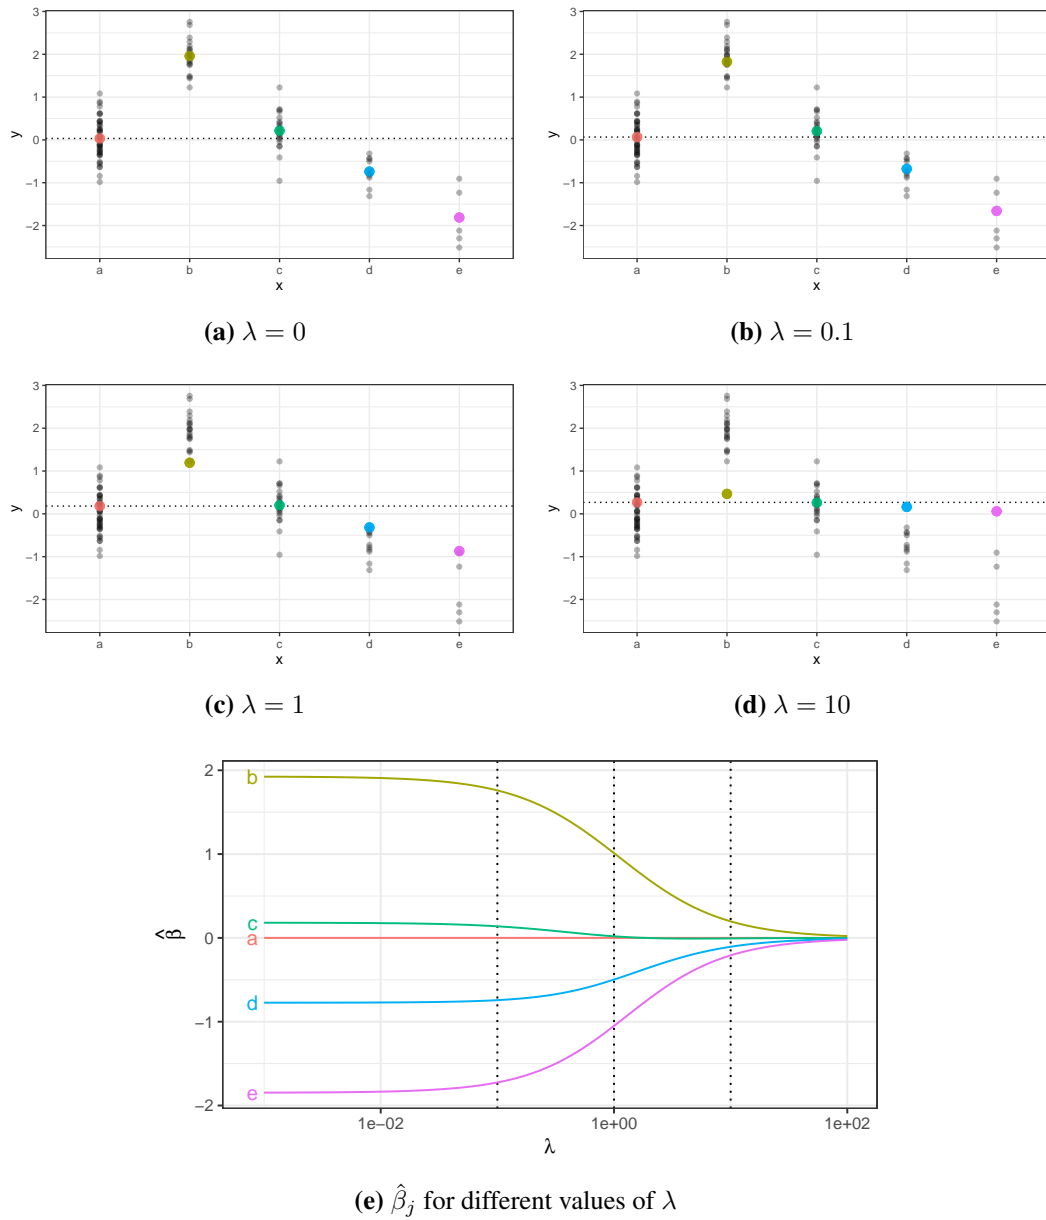 3
2
1
0
−1
−2
y
a b c d e
x
(a) λ = 0
3
2
1
0
−1
−2
y
a b c d e
x
(b) λ = 0.1
3
2
1
0
−1
−2
y
a b c d e
x
(c) λ = 1
3
2
1
0
−1
−2
y
a b c d e
x
(d) λ = 10
2
1
0
−1
−2
β̂
b
c
a
d
e
1e−02 1e+00 1e+02
λ
(e) β̂j for different values of λ